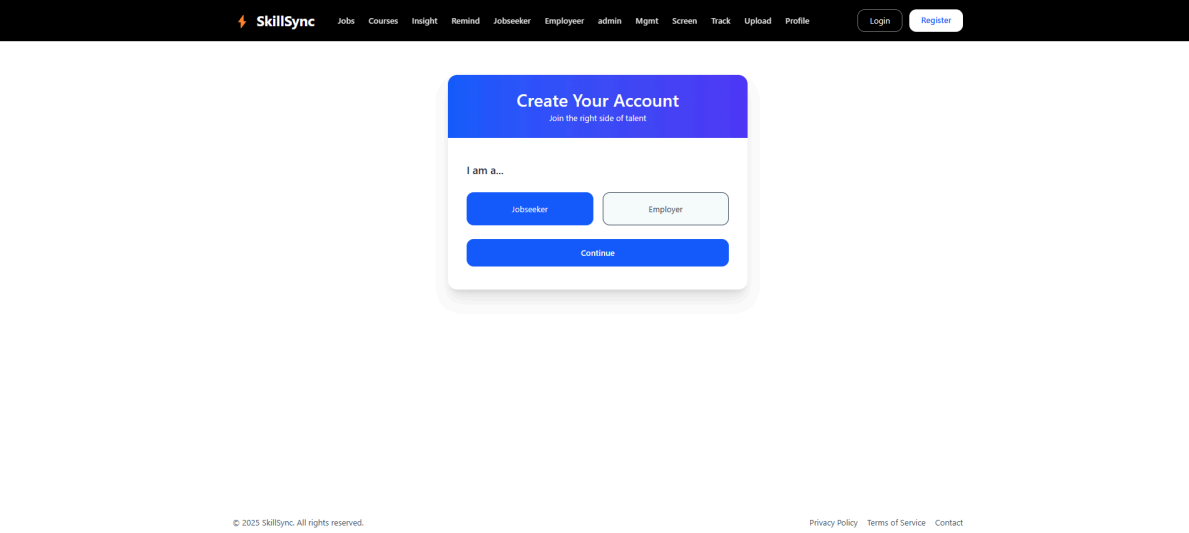 SkillSync Jobs Courses Insight Remind Jobseeker Employeer admin Mgmt Screen Track Upload Profile Login Register
Create Your Account
Join the right side of talent
I am a...
Jobseeker Employer
Continue
© 2025 SkillSync. All rights reserved. Privacy Policy Terms of Service Contact